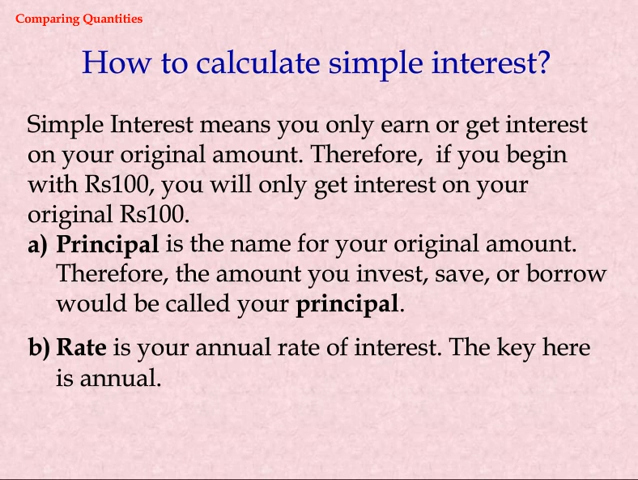 Comparing Quantities
How to calculate simple interest?
Simple Interest means you only earn or get interest
on your original amount. Therefore, if you begin
with Rs100, you will only get interest on your
original Rs100.
a) Principal is the name for your original amount.
Therefore, the amount you invest, save, or borrow
would be called your principal.
b) Rate is your annual rate of interest. The key here
is annual.